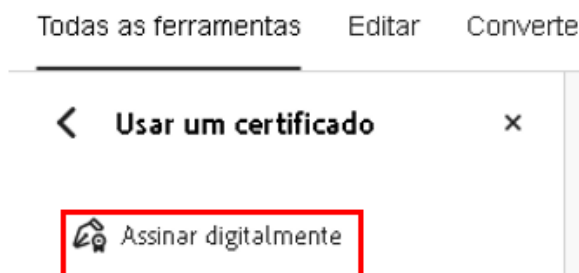 Todas as ferramentas Editar Converte
Usar um certificado
Assinar digitalmente